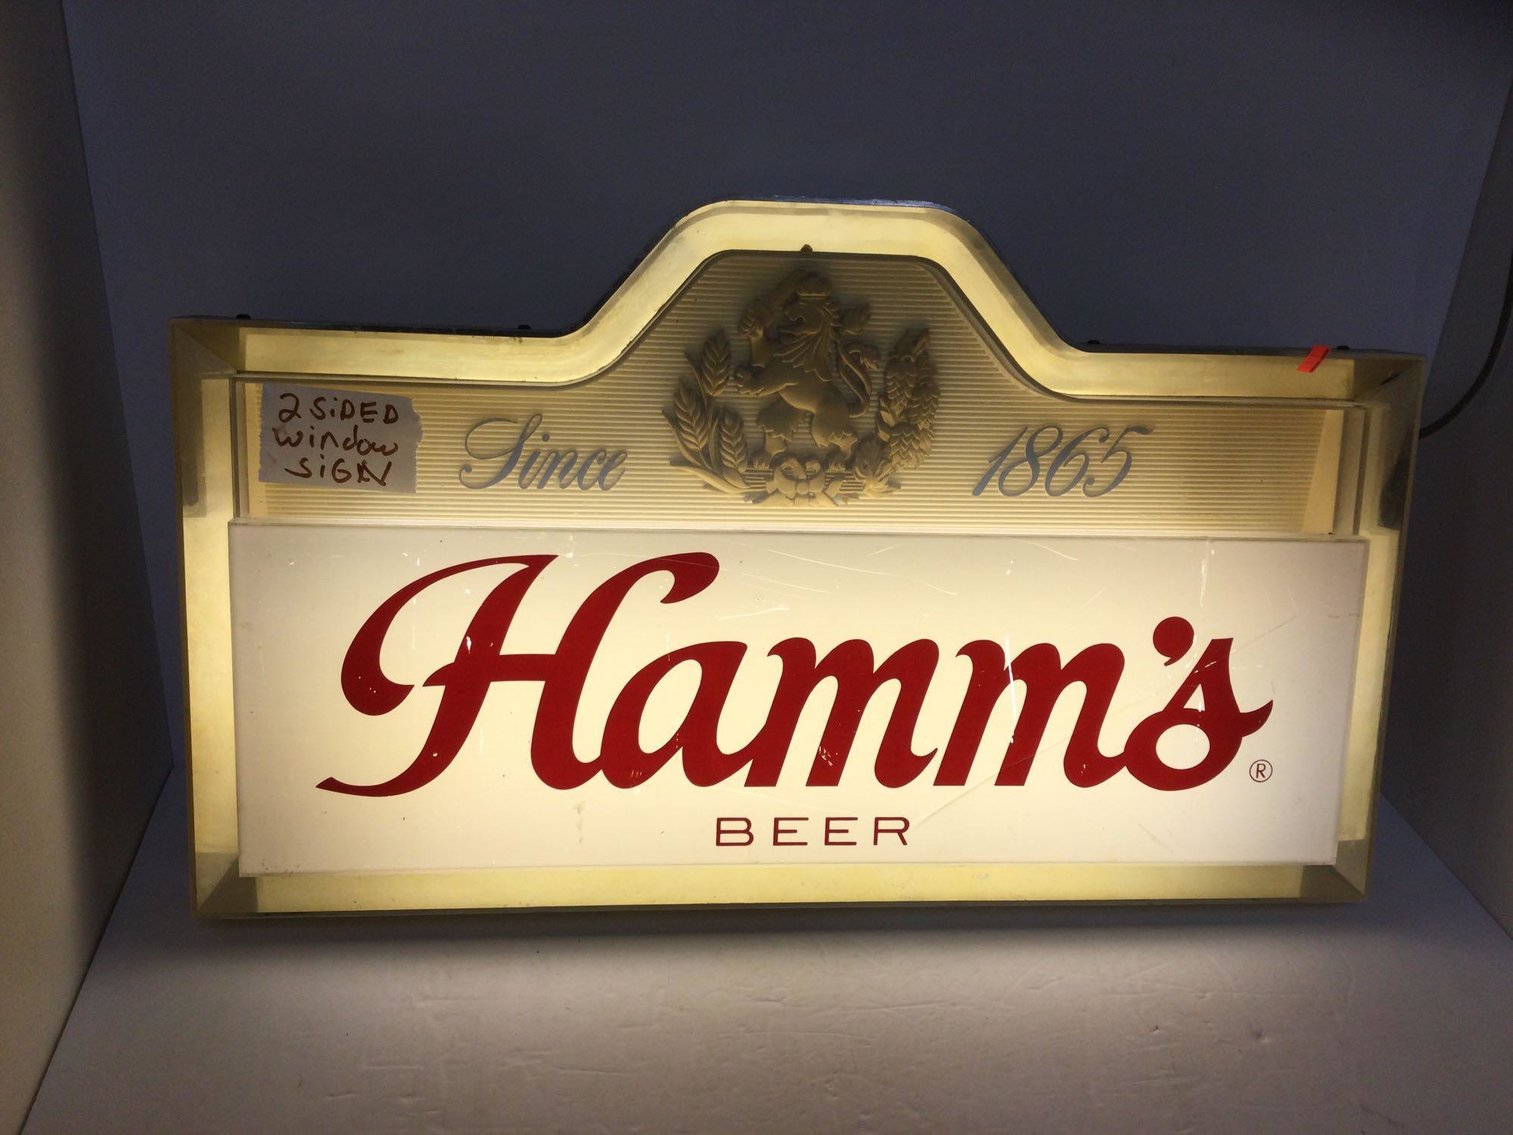 2 SiDED
window
SiGN
Since 1865
Hamm's
®
BEER